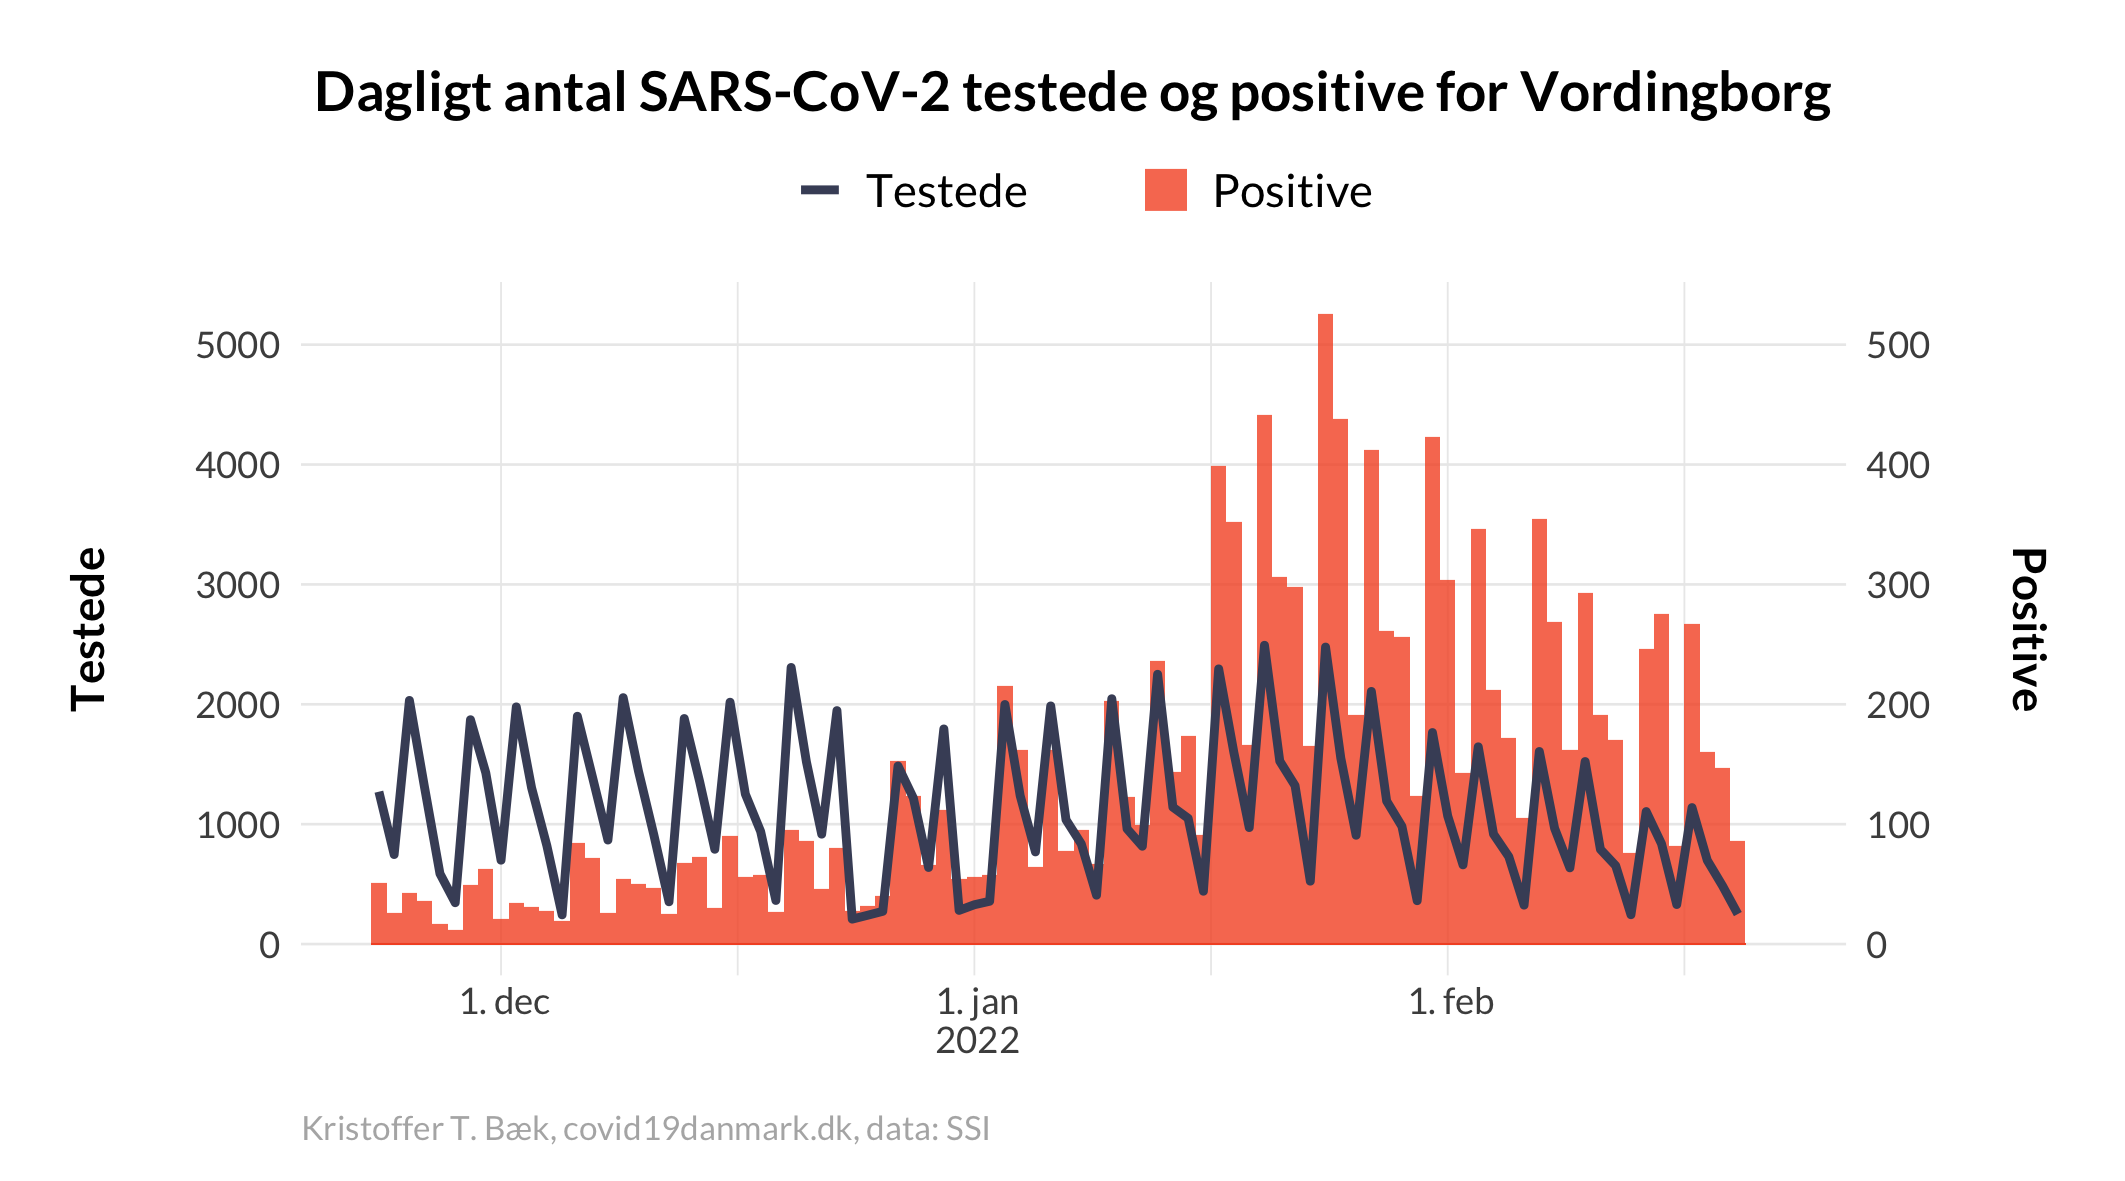 Dagligt antal SARS-CoV-2 testede og positive for Vordingborg
Testede
Positive
5000
4000
3000
2000
1000
0
Testede
500
400
300
200
100
0
Positive
1. dec
1. jan
2022
1. feb
Kristoffer T. Bæk, covid19danmark.dk, data: SSI